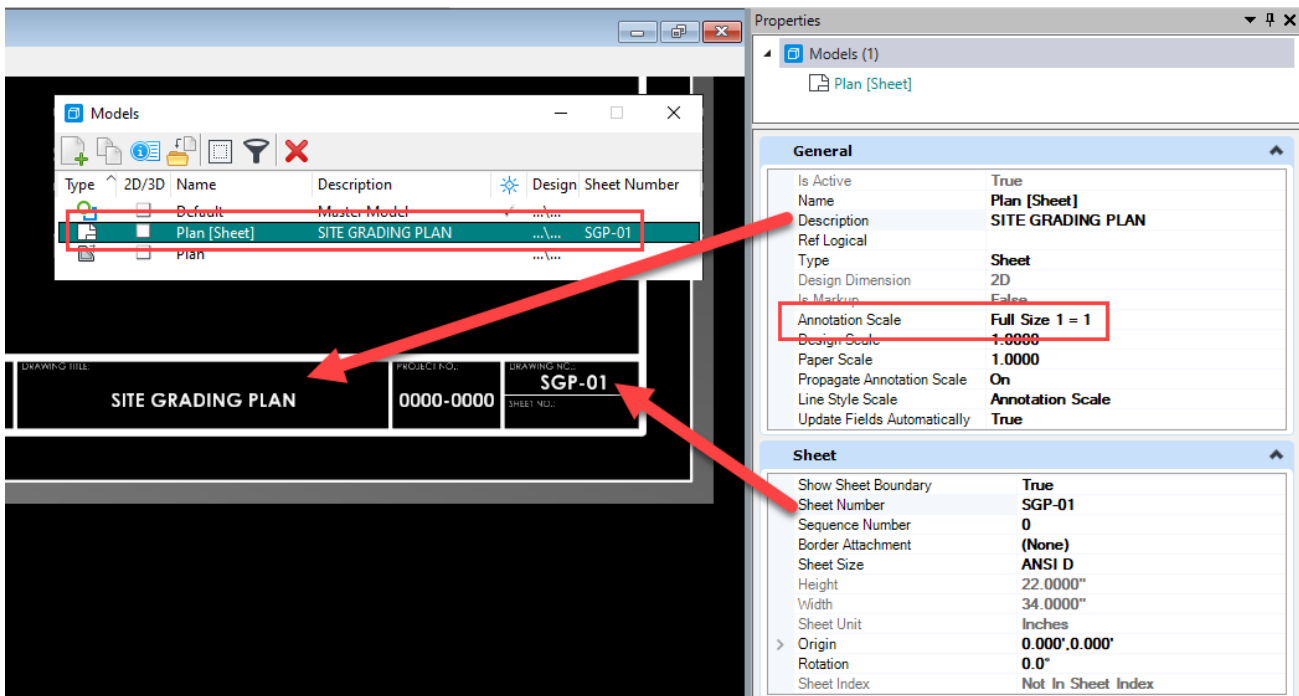 Properties
Models (1)
Plan [Sheet]
Models
Type 2D/3D Name Description Design Sheet Number
Default Master Model ...\...
Plan [Sheet] SITE GRADING PLAN ...\... SGP-01
Plan ...\...
DRAWING TITLE:
SITE GRADING PLAN
PROJECT NO.:
0000-0000
DRAWING NO.:
SGP-01
SHEET NO.:
General
Is Active True
Name Plan [Sheet]
Description SITE GRADING PLAN
Ref Logical
Type Sheet
Design Dimension 2D
Is Markup False
Annotation Scale Full Size 1 = 1
Design Scale 1.0000
Paper Scale 1.0000
Propagate Annotation Scale On
Line Style Scale Annotation Scale
Update Fields Automatically True
Sheet
Show Sheet Boundary True
Sheet Number SGP-01
Sequence Number 0
Border Attachment (None)
Sheet Size ANSI D
Height 22.0000"
Width 34.0000"
Sheet Unit Inches
Origin 0.000',0.000'
Rotation 0.0°
Sheet Index Not In Sheet Index